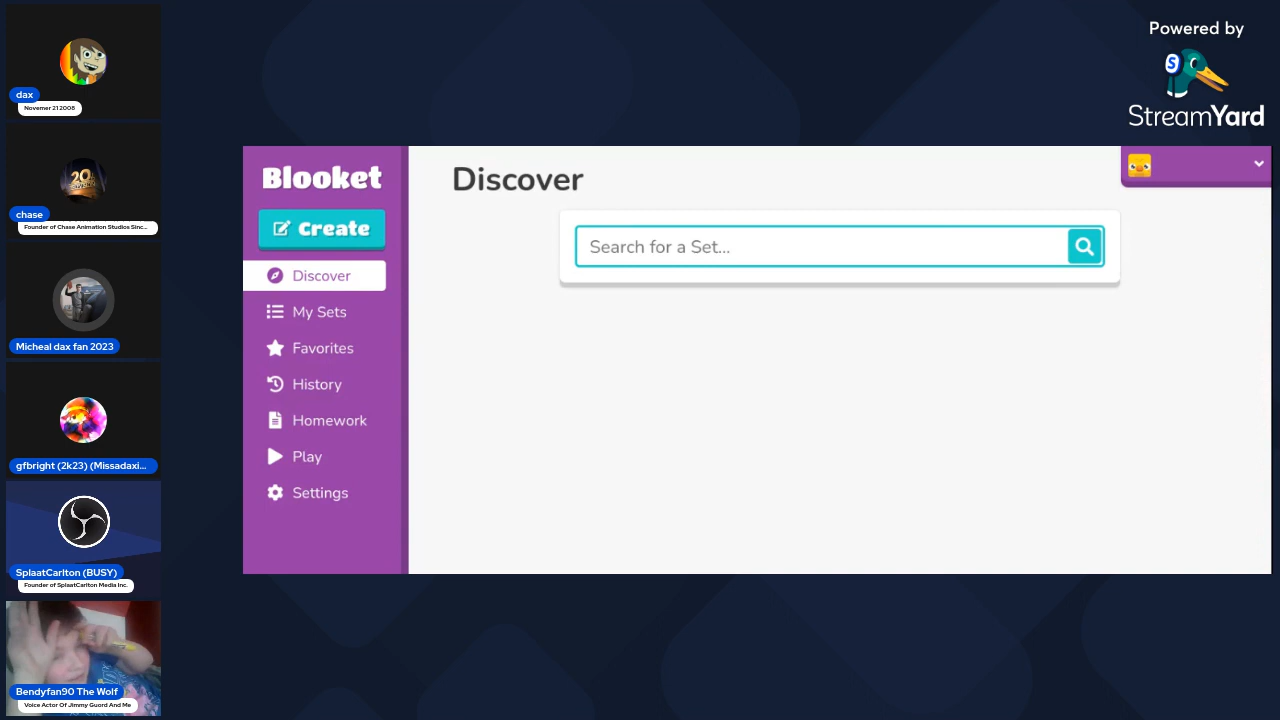 dax
Novemer 21 2008
20
chase
Founder of Chase Animation Studios Sinc...
Micheal dax fan 2023
gfbright (2k23) (Missadaxi...
SplaatCarlton (BUSY)
Founder of SplaatCarlton Media Inc.
Bendyfan90 The Wolf
Voice Actor Of Jimmy Guord And Me
Blooket
Create
Discover
My Sets
Favorites
History
Homework
Play
Settings
Discover
Search for a Set...
Powered by
S
StreamYard